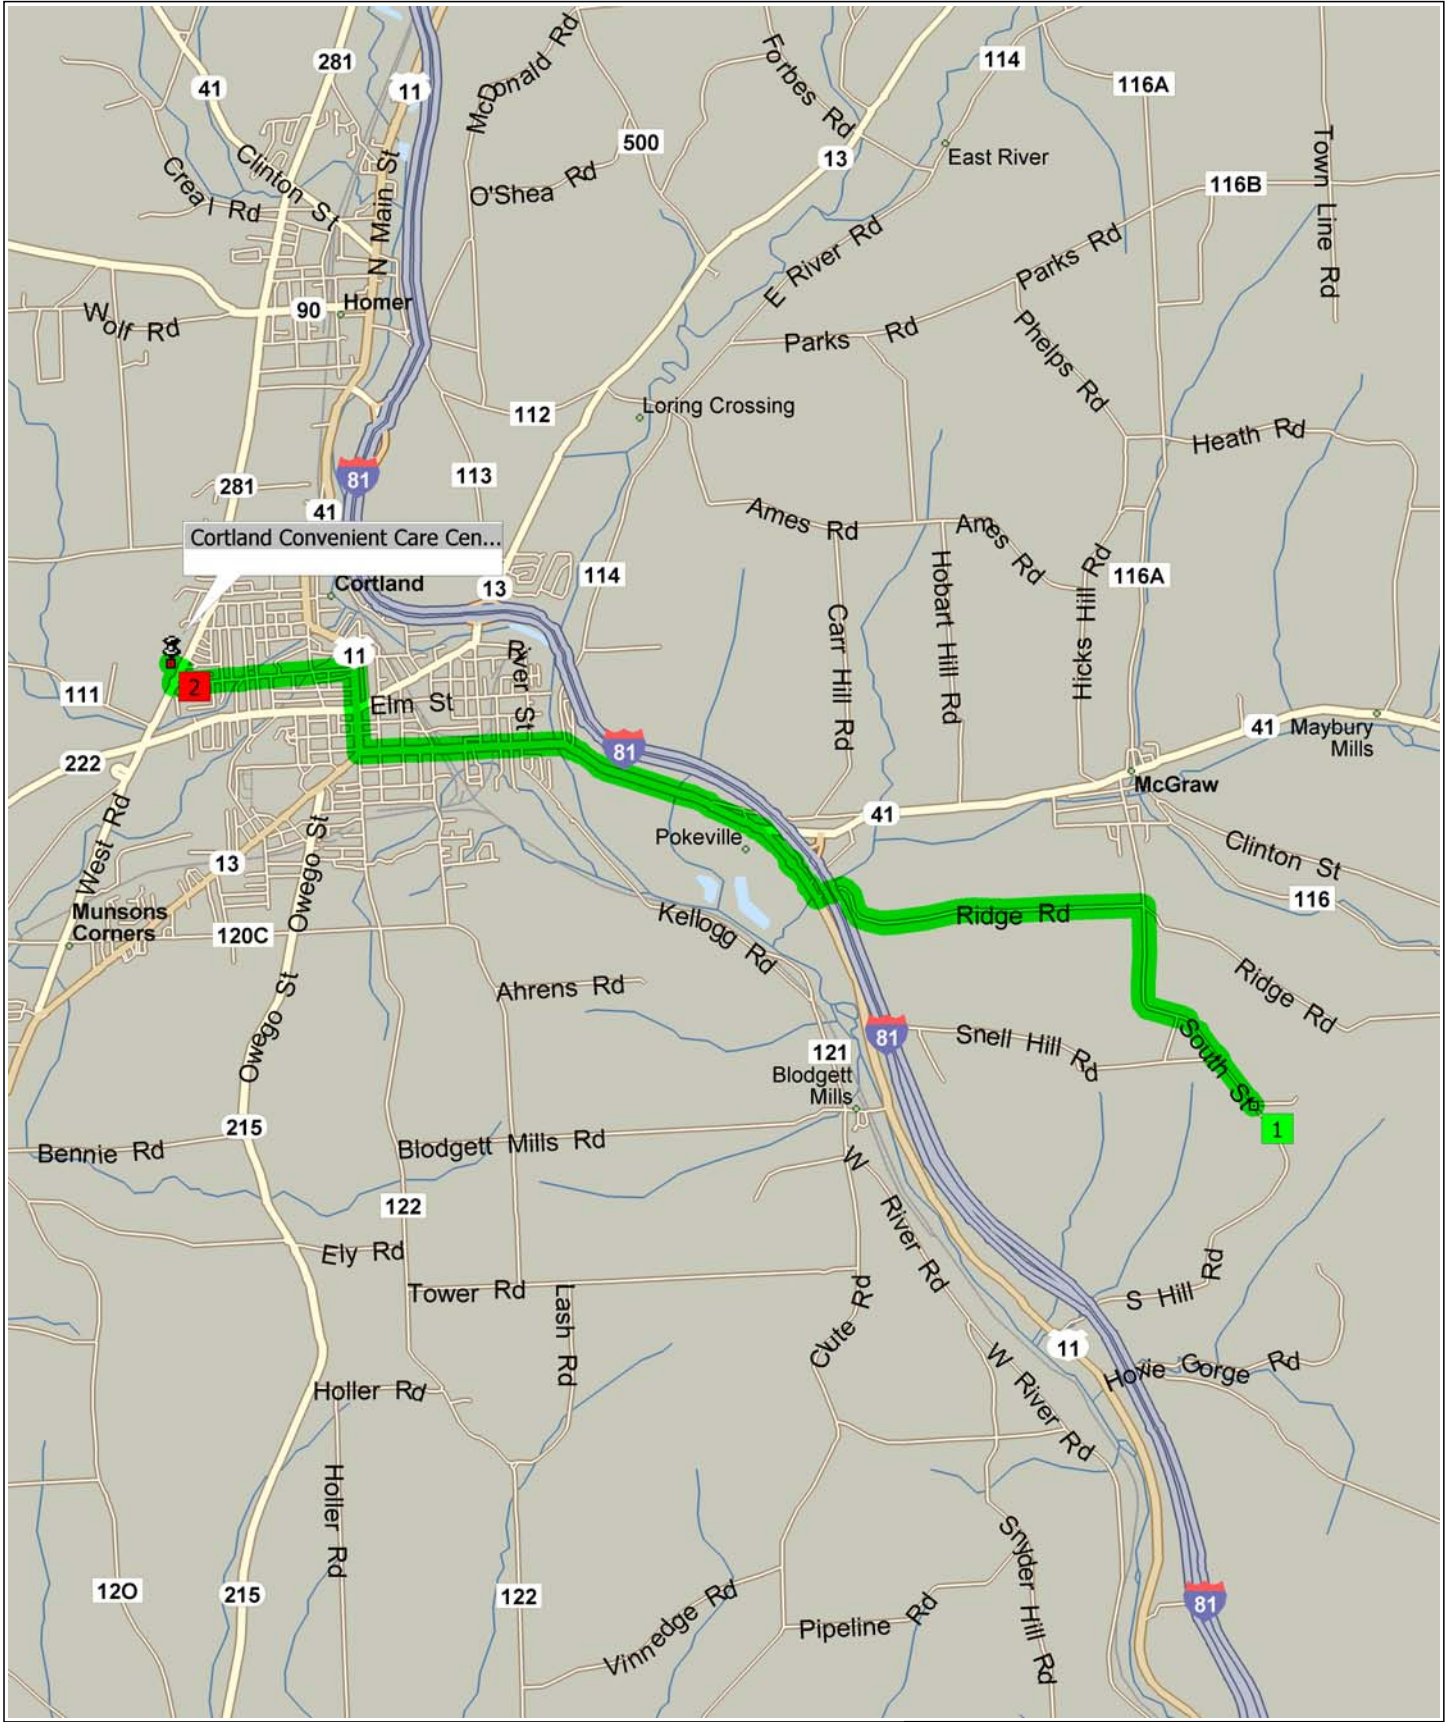 281
114
116A
41
11
McDonald Rd
Forbes Rd
500
13
East River
Town Line Rd
Clinton St
Creal Rd
N Main St
O'Shea Rd
116B
E River Rd
Parks Rd
90
Homer
Wolf Rd
Parks Rd
Phelps Rd
112
Loring Crossing
Heath Rd
281
81
113
41
Ames Rd
Ames Rd
Cortland Convenient Care Cen...
Cortland
13
114
116A
Hobart Hill Rd
Hicks Hill Rd
Carr Hill Rd
11
River St
2
111
Elm St
41
Maybury
Mills
222
81
McGraw
41
Pokeville
West Rd
Owego St
13
Clinton St
116
Munsons
Corners
120C
Kellogg Rd
Ridge Rd
Ridge Rd
Ahrens Rd
Owego St
81
Snell Hill Rd
South St
121
Blodgett
Mills
215
1
Bennie Rd
Blodgett Mills Rd
W River Rd
122
Ely Rd
Tower Rd
Lash Rd
Cute Rd
S Hill Rd
11
W River Rd
Hoxie Gorge Rd
Holler Rd
Holler Rd
Snyder Hill Rd
12O
215
122
Vinnedge Rd
Pipeline Rd
81